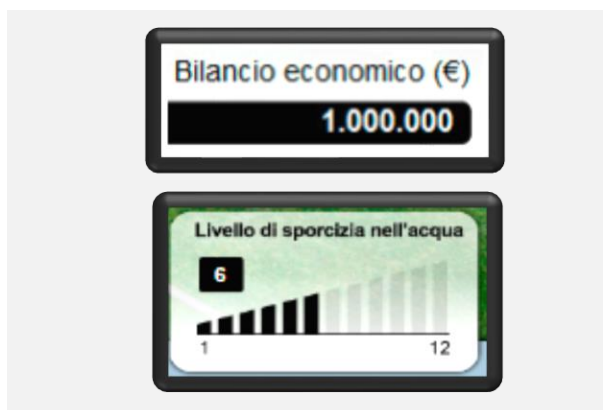 Bilancio economico (€)
1.000.000
Livello di sporcizia nell'acqua
6
1 12